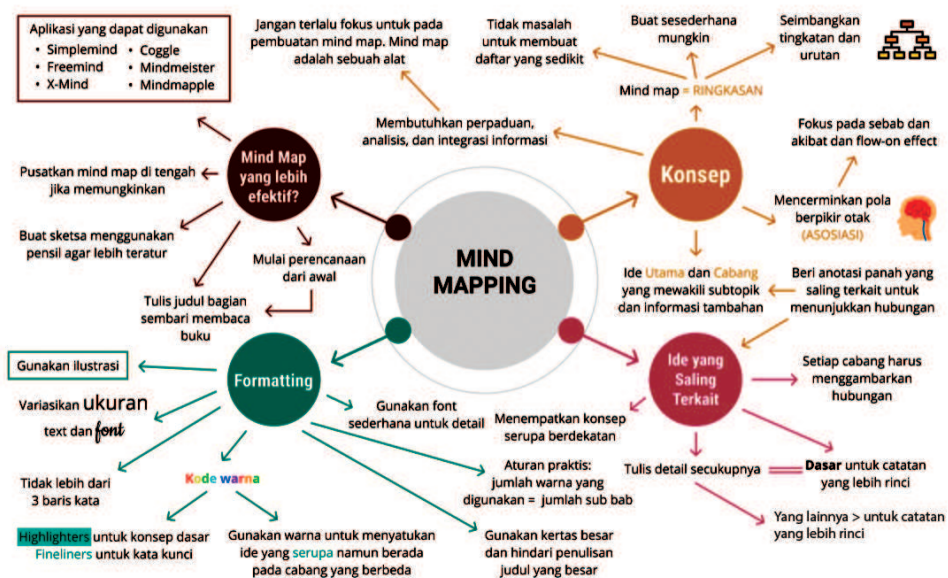 Aplikasi yang dapat digunakan
• Simplemind
• Freemind
• X-Mind
• Coggle
• Mindmeister
• Mindmapple
Jangan terlalu fokus untuk pada
pembuatan mind map. Mind map
adalah sebuah alat
Tidak masalah
untuk membuat
daftar yang sedikit
Buat sesederhana
mungkin
Seimbangkan
tingkatan dan
urutan
Mind map = RINGKASAN
Membutuhkan perpaduan,
analisis, dan integrasi informasi
Fokus pada sebab dan
akibat dan flow-on effect
Mind Map
yang lebih
efektif?
Konsep
Pusatkan mind map di tengah
jika memungkinkan
Mencerminkan pola
berpikir otak
(ASOSIASI)
Buat sketsa menggunakan
pensil agar lebih teratur
Mulai perencanaan
dari awal
MIND
MAPPING
Ide Utama dan Cabang
yang mewakili subtopik
dan informasi tambahan
Beri anotasi panah yang
saling terkait untuk
menunjukkan hubungan
Tulis judul bagian
sembari membaca
buku
Gunakan ilustrasi
Formatting
Ide yang
Saling
Terkait
Setiap cabang harus
menggambarkan
hubungan
Variasikan ukuran
text dan font
Gunakan font
sederhana untuk detail
Menempatkan konsep
serupa berdekatan
Tidak lebih dari
3 baris kata
Kode warna
Aturan praktis:
jumlah warna yang
digunakan = jumlah sub bab
Tulis detail secukupnya
Dasar untuk catatan
yang lebih rinci
Highlighters untuk konsep dasar
Fineliners untuk kata kunci
Gunakan warna untuk menyatukan
ide yang serupa namun berada
pada cabang yang berbeda
Gunakan kertas besar
dan hindari penulisan
judul yang besar
Yang lainnya > untuk catatan
yang lebih rinci